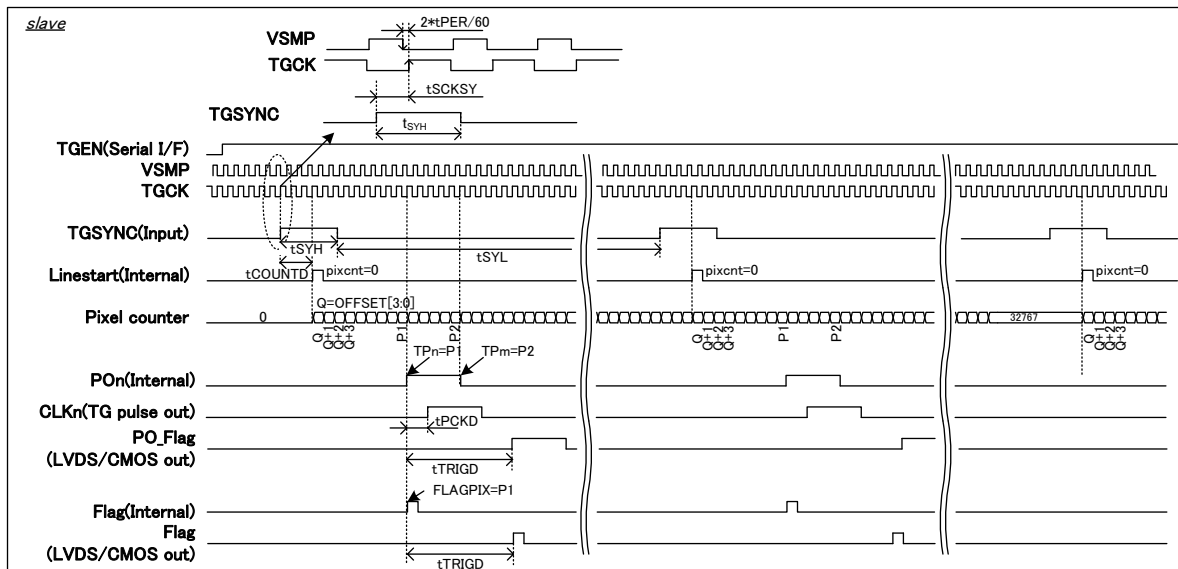 slave
2*tPER/60
VSMP
TGCK
tSCKSY
TGSYNC
tSYH
TGEN(Serial I/F)
VSMP
TGCK
TGSYNC(Input)
tSYH
tSYL
Linestart(Internal)
tCOUNTD
pixcnt=0
pixcnt=0
pixcnt=0
Q=OFFSET[3:0]
Pixel counter
0
32767
Q
Q+1
Q+2
Q+3
P1
P2
Q
Q+1
Q+2
Q+3
P1
P2
Q
Q+1
Q+2
Q+3
TPn=P1
TPm=P2
POn(Internal)
CLKn(TG pulse out)
tPCKD
PO_Flag
(LVDS/CMOS out)
tTRIGD
FLAGPIX=P1
Flag(Internal)
Flag
(LVDS/CMOS out)
tTRIGD